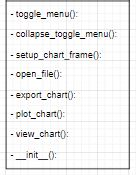 - toggle_menu():
- collapse_toggle_menu():
- setup_chart_frame():
- open_file():
- export_chart():
- plot_chart():
- view_chart():
- __init__():